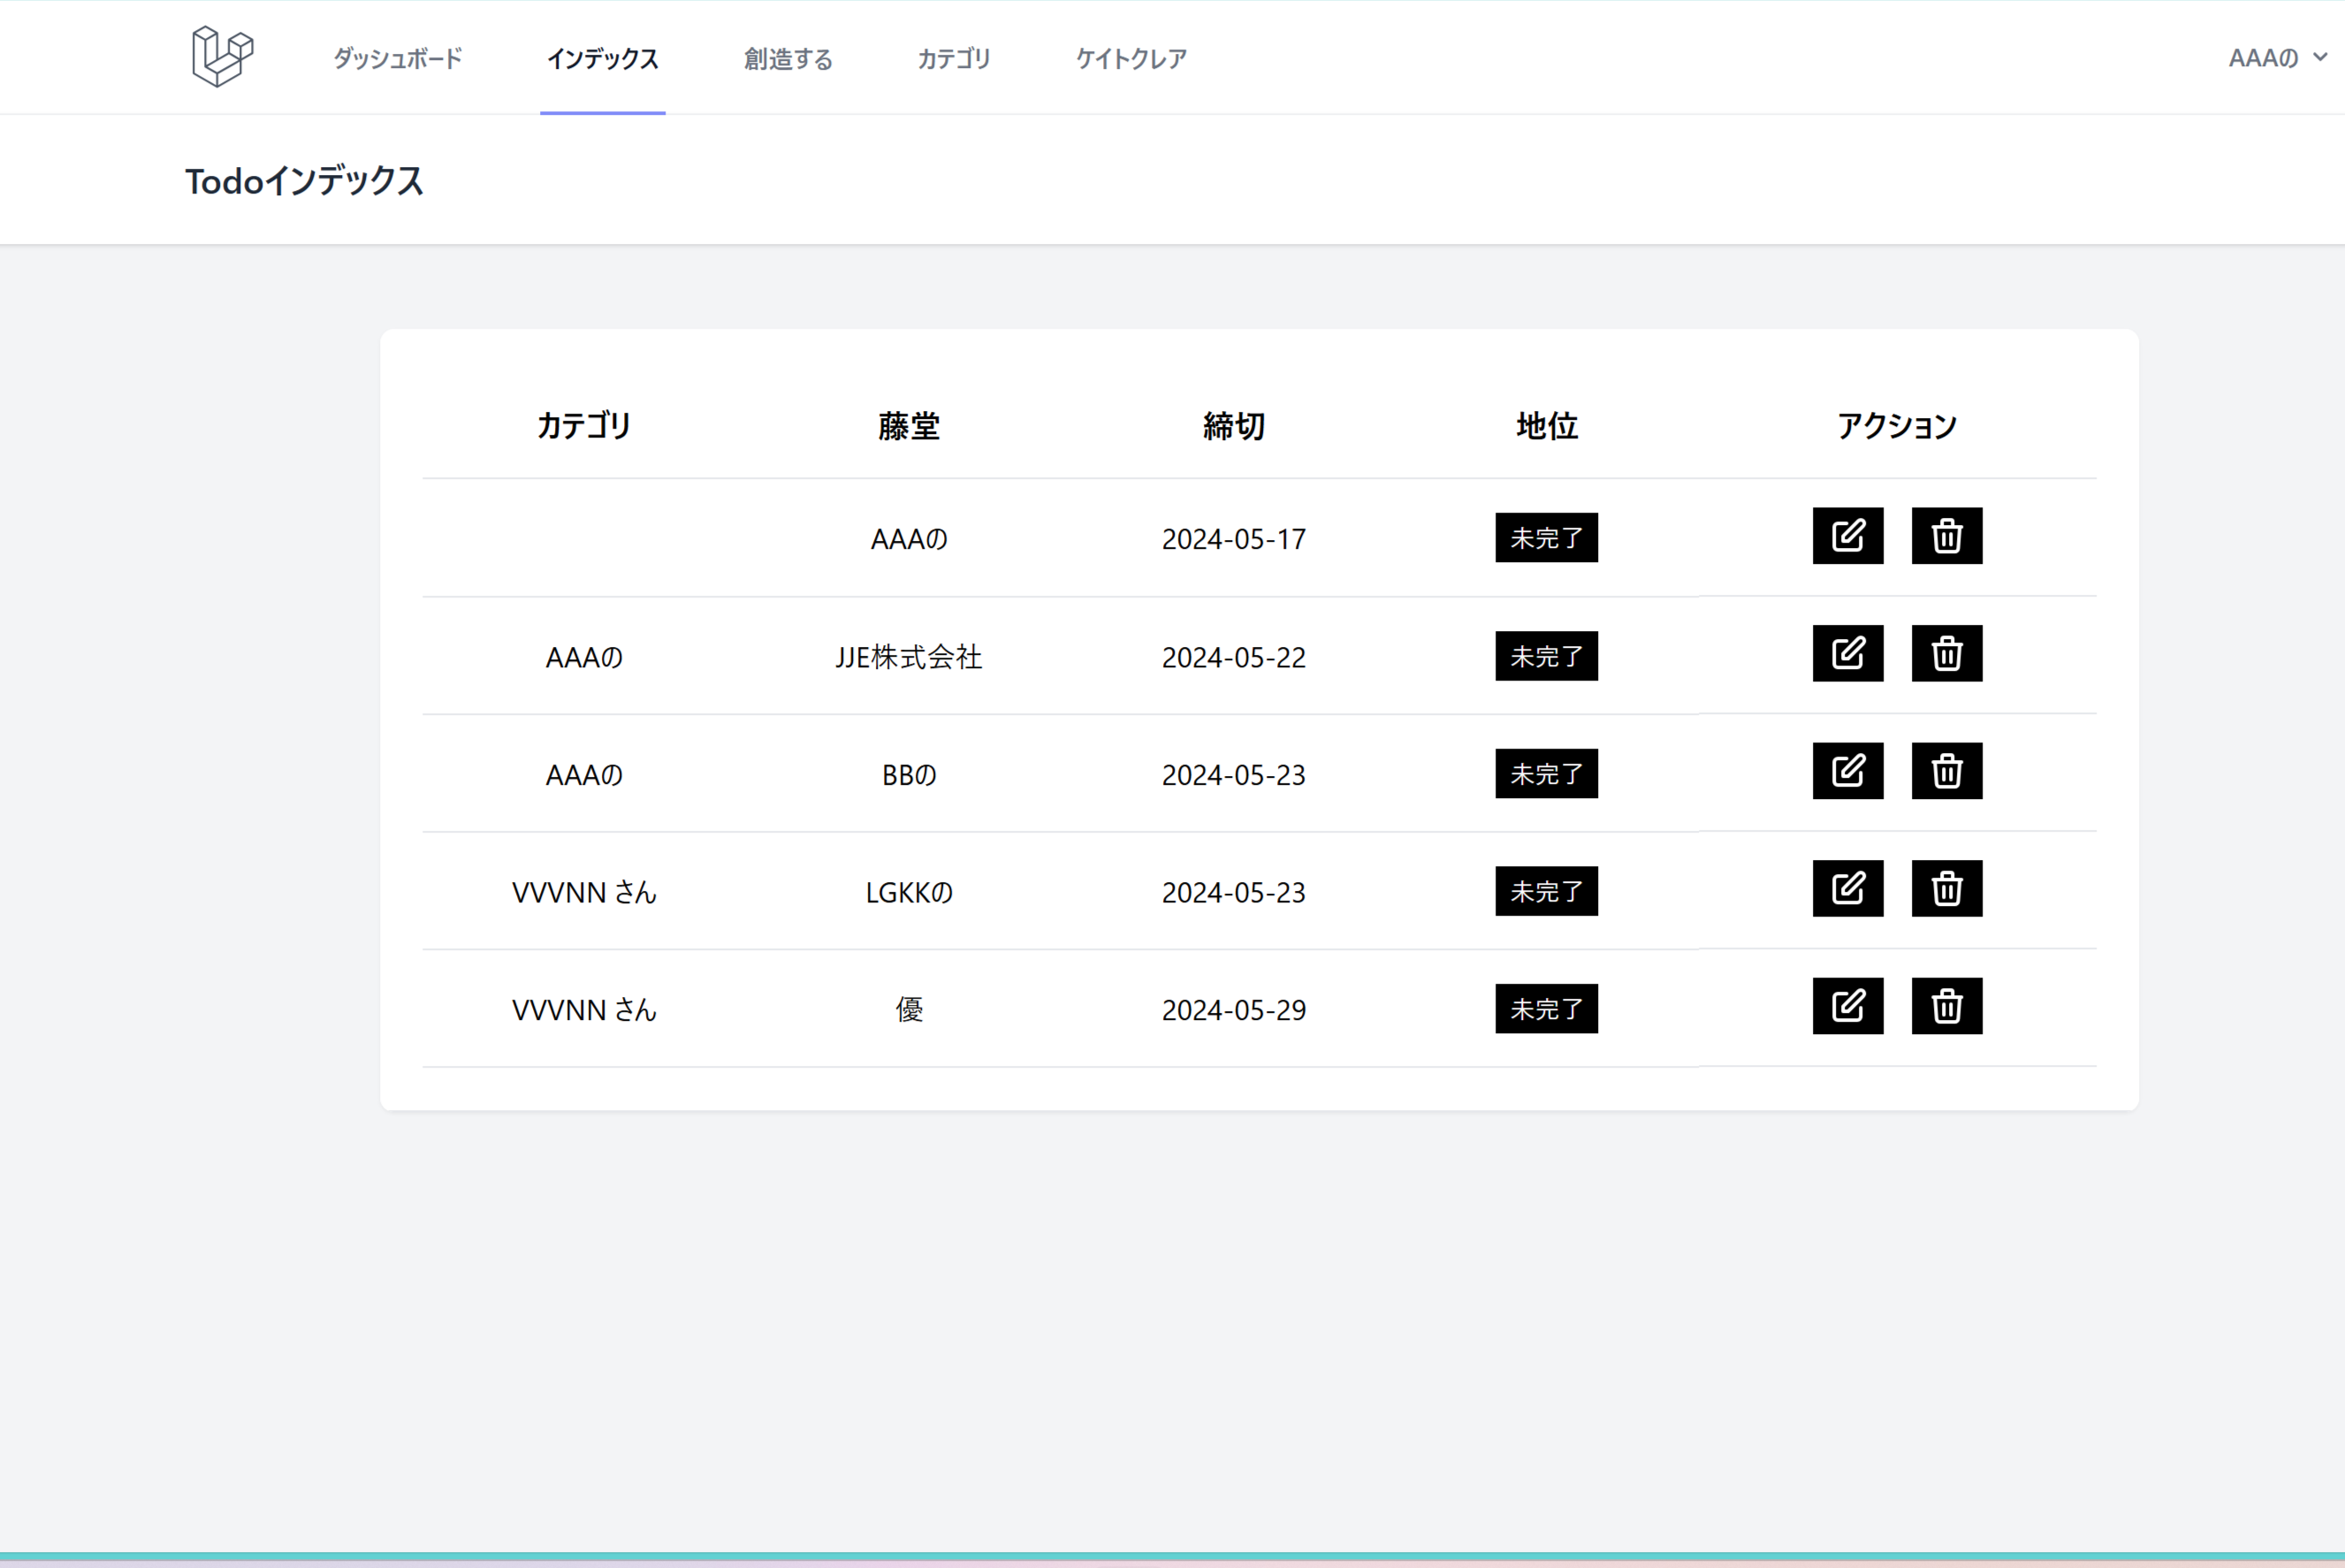 ダッシュボード インデックス 創造する カテゴリ ケイトクレア AAAの
Todoインデックス
カテゴリ 藤堂 締切 地位 アクション
AAAの 2024-05-17 未完了
AAAの JJE株式会社 2024-05-22 未完了
AAAの BBの 2024-05-23 未完了
VVVNN さん LGKKの 2024-05-23 未完了
VVVNN さん 優 2024-05-29 未完了